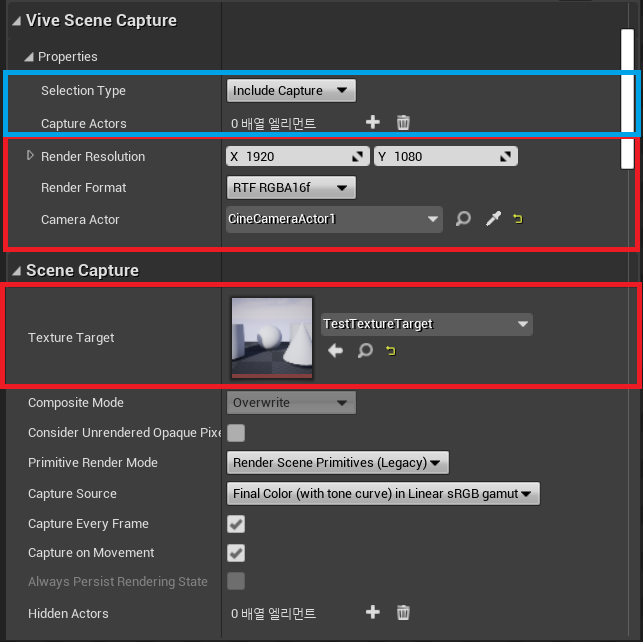 Vive Scene Capture
Properties
Selection Type Include Capture
Capture Actors 0 배열 엘리먼트
Render Resolution X 1920 Y 1080
Render Format RTF RGBA16f
Camera Actor CineCameraActor1
Scene Capture
Texture Target TestTextureTarget
Composite Mode Overwrite
Consider Unrendered Opaque Pixe
Primitive Render Mode Render Scene Primitives (Legacy)
Capture Source Final Color (with tone curve) in Linear sRGB gamut
Capture Every Frame
Capture on Movement
Always Persist Rendering State
Hidden Actors 0 배열 엘리먼트